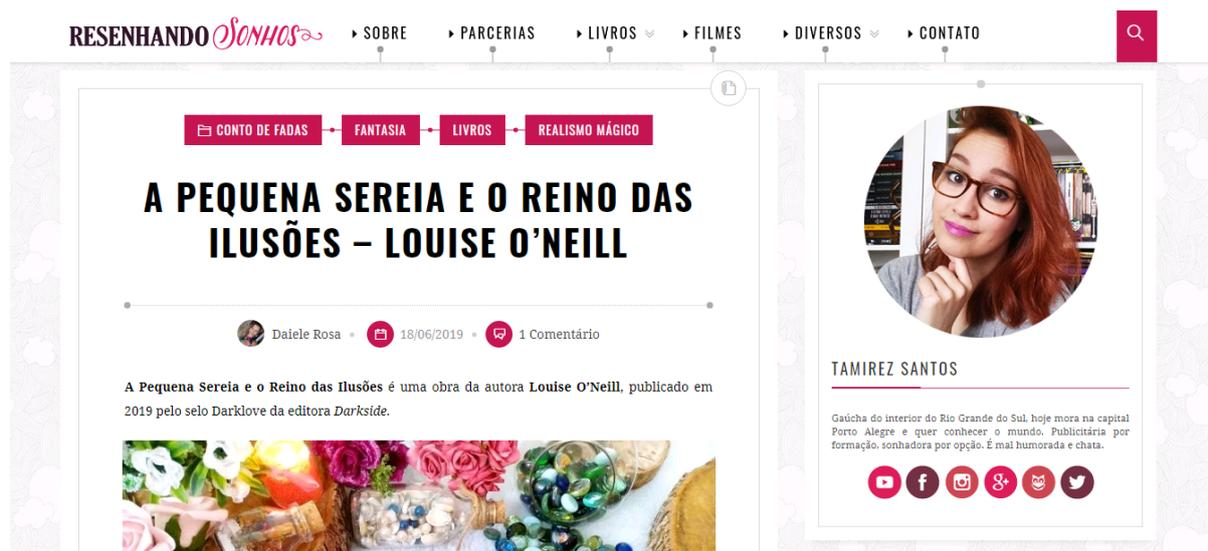 RESENHANDO Sonhos
SOBRE
PARCERIAS
LIVROS
FILMES
DIVERSOS
CONTATO
CONTO DE FADAS
FANTASIA
LIVROS
REALISMO MÁGICO
A PEQUENA SEREIA E O REINO DAS
ILUSÕES – LOUISE O’NEILL
Daiele Rosa
18/06/2019
1 Comentário
A Pequena Sereia e o Reino das Ilusões é uma obra da autora Louise O’Neill, publicado em
2019 pelo selo Darklove da editora Darkside.
TAMIREZ SANTOS
Gaúcha do interior do Rio Grande do Sul, hoje mora na capital
Porto Alegre e quer conhecer o mundo. Publicitária por
formação, sonhadora por opção. É mal humorada e chata.